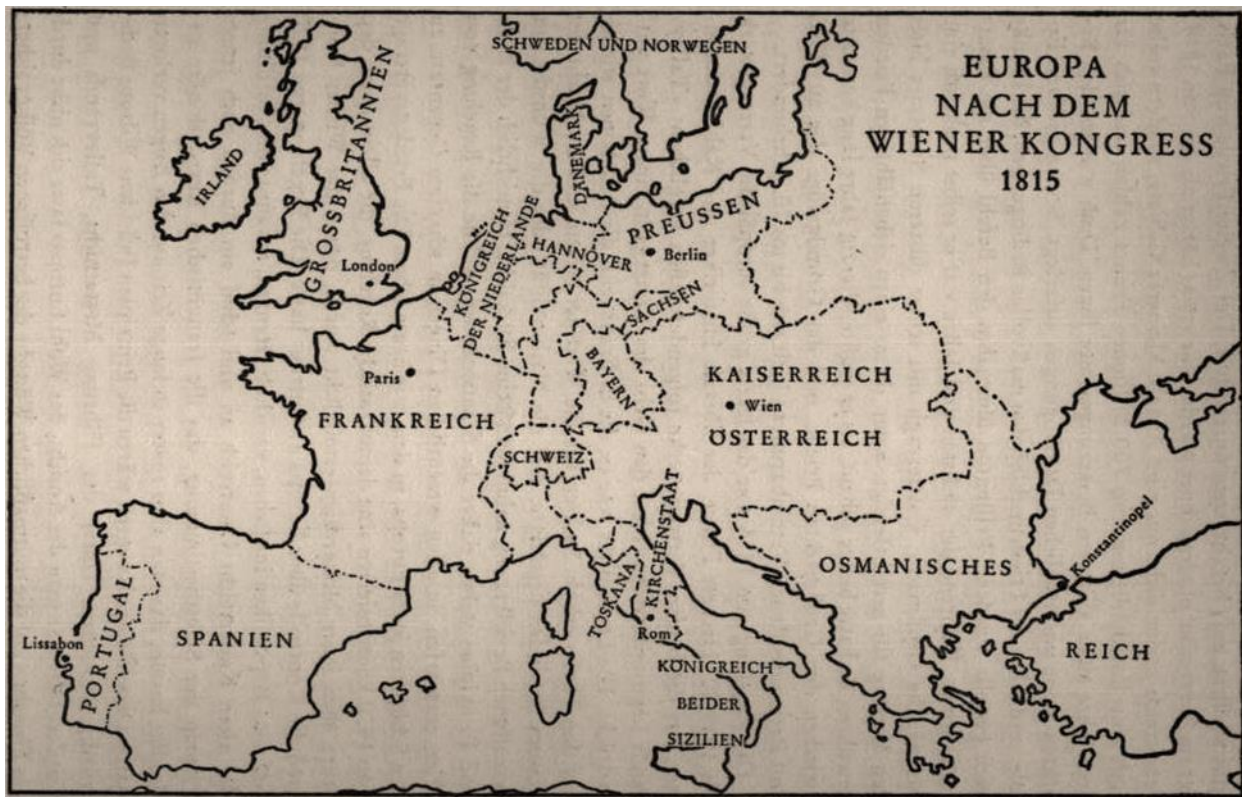 EUROPA
NACH DEM
WIENER KONGRESS
1815
SCHWEDEN UND NORWEGEN
IRLAND
GROSSBRITANNIEN
London
DÄNEMARK
PREUSSEN
Berlin
HANNOVER
KÖNIGREICH
DER NIEDERLANDE
SACHSEN
BAYERN
Paris
FRANKREICH
KAISERREICH
Wien
ÖSTERREICH
SCHWEIZ
KIRCHENSTAAT
TOSKANA
Rom
KÖNIGREICH
BEIDER
SIZILIEN
OSMANISCHES
REICH
Konstantinopel
PORTUGAL
Lissabon
SPANIEN